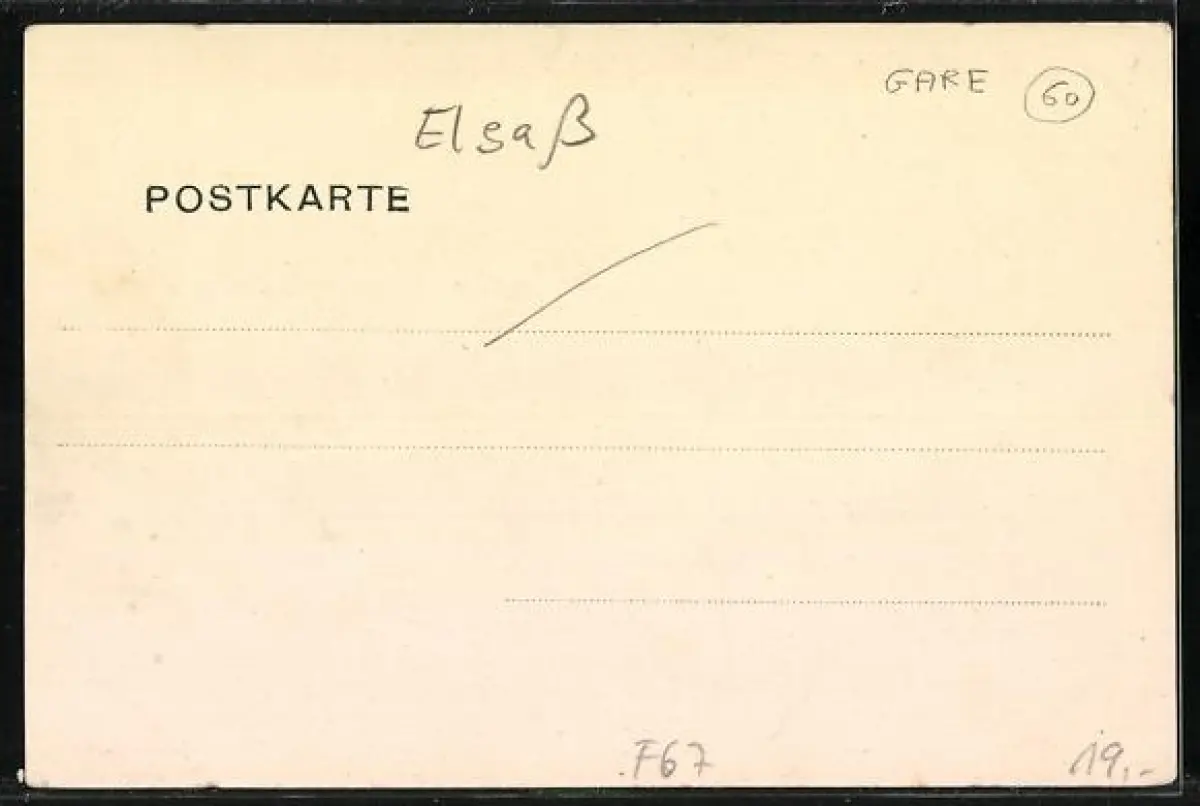 GARE 60
Elsaß
POSTKARTE
F67
19,-